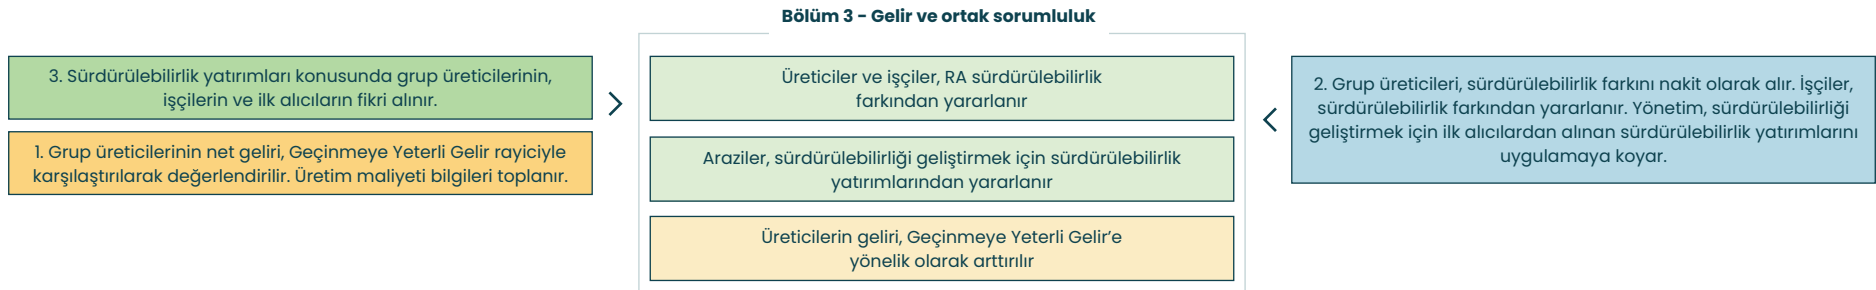 Bölüm 3 - Gelir ve ortak sorumluluk
3. Sürdürülebilirlik yatırımları konusunda grup üreticilerinin,
işçilerin ve ilk alıcıların fikri alınır.
1. Grup üreticilerinin net geliri, Geçinmeye Yeterli Gelir rayiciyle
karşılaştırılarak değerlendirilir. Üretim maliyeti bilgileri toplanır.
Üreticiler ve işçiler, RA sürdürülebilirlik
farkından yararlanır
Araziler, sürdürülebilirliği geliştirmek için sürdürülebilirlik
yatırımlarından yararlanır
Üreticilerin geliri, Geçinmeye Yeterli Gelir’e
yönelik olarak arttırılır
2. Grup üreticileri, sürdürülebilirlik farkını nakit olarak alır. İşçiler,
sürdürülebilirlik farkından yararlanır. Yönetim, sürdürülebilirliği
geliştirmek için ilk alıcılardan alınan sürdürülebilirlik yatırımlarını
uygulamaya koyar.